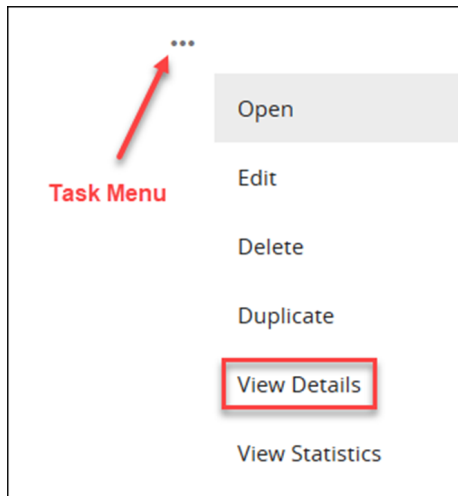 Open
Task Menu
Edit
Delete
Duplicate
View Details
View Statistics